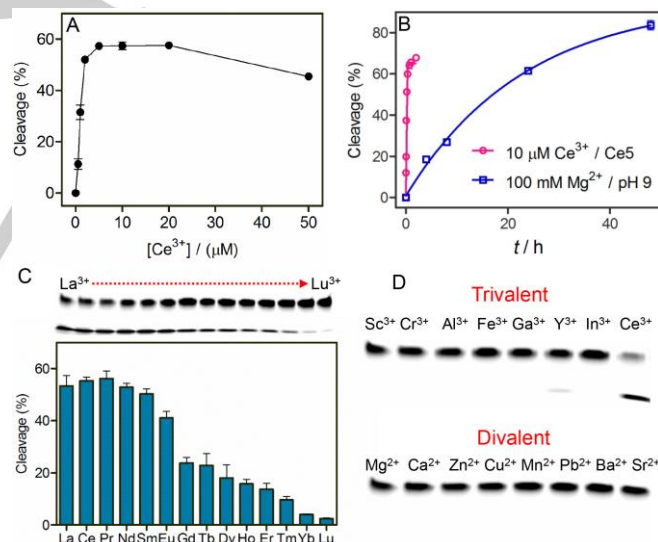 A
Cleavage (%)
60
40
20
0
0 10 20 30 40 50
[Ce³⁺] / (μM)
B
Cleavage (%)
80
60
40
20
0
10 μM Ce³⁺ / Ce5
100 mM Mg²⁺ / pH 9
0 20 40
t / h
C
La³⁺ Lu³⁺
Cleavage (%)
60
40
20
0
La Ce Pr Nd Sm Eu Gd Tb Dy Ho Er Tm Yb Lu
D
Trivalent
Sc³⁺ Cr³⁺ Al³⁺ Fe³⁺ Ga³⁺ Y³⁺ In³⁺ Ce³⁺
Divalent
Mg²⁺ Ca²⁺ Zn²⁺ Cu²⁺ Mn²⁺ Pb²⁺ Ba²⁺ Sr²⁺